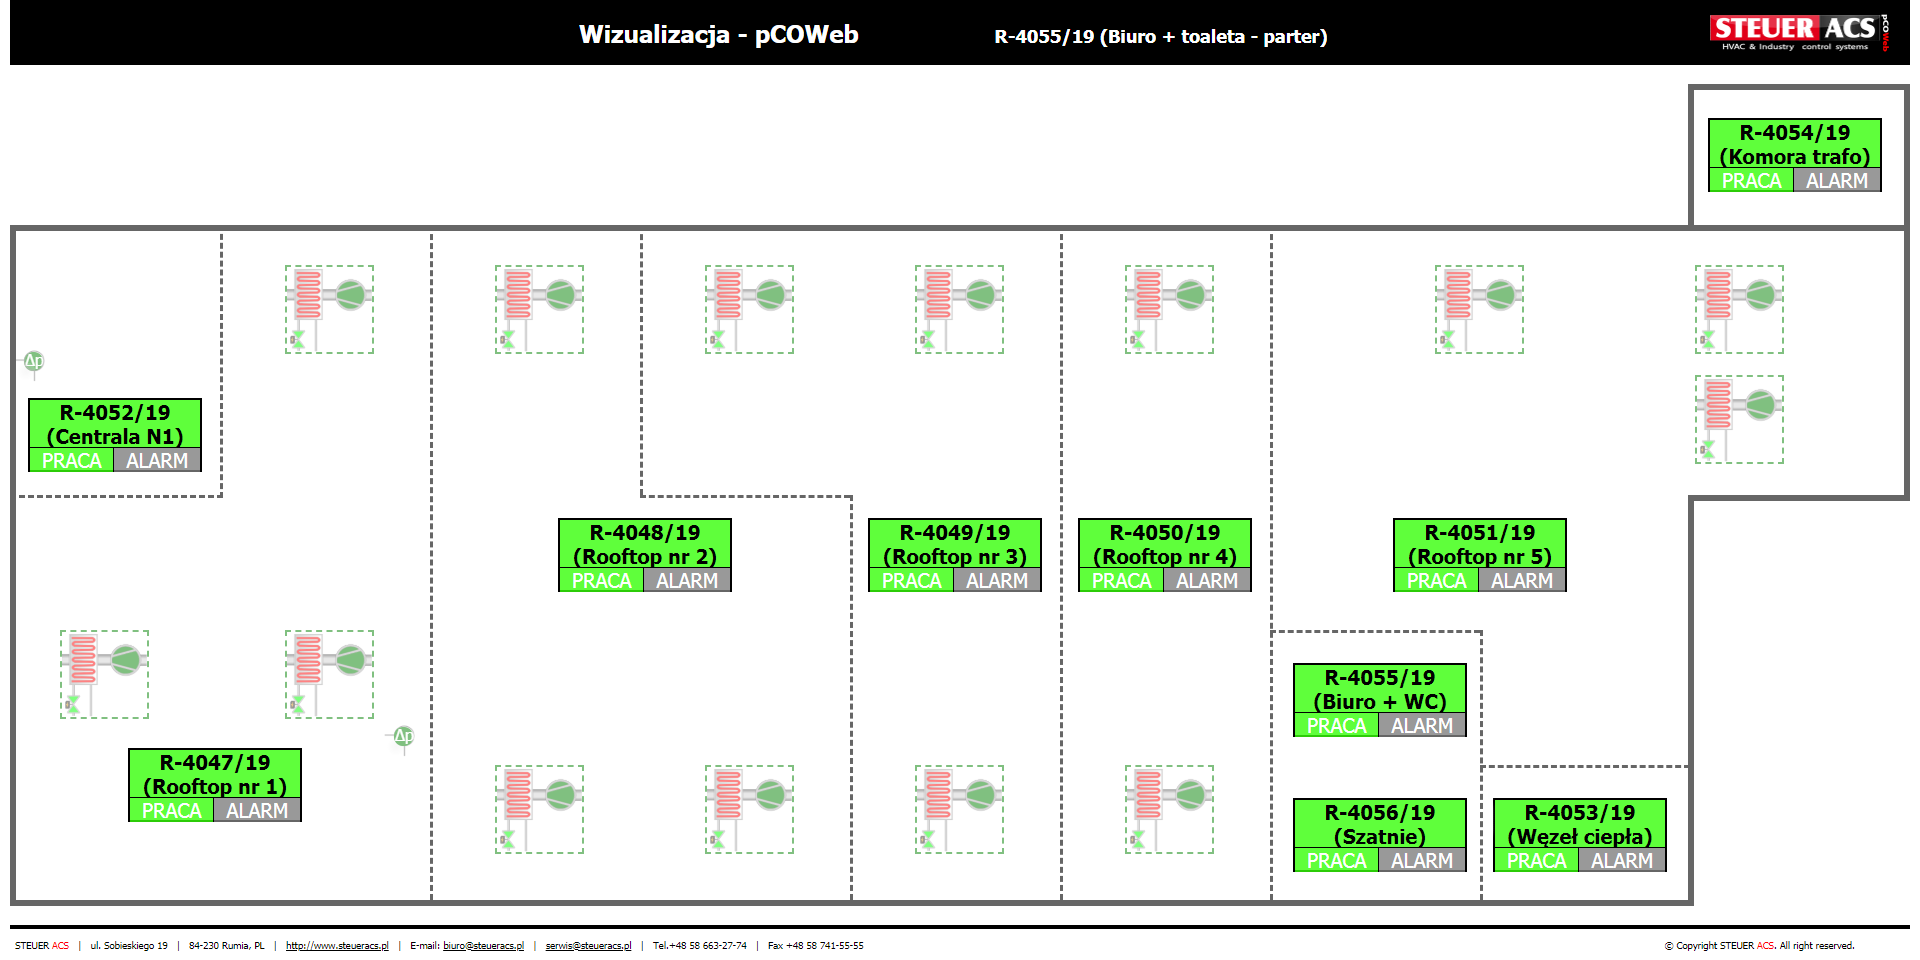 Wizualizacja - pCOWeb
R-4055/19 (Biuro + toaleta - parter)
STEUER ACS
pCOWeb
HVAC & Industry control systems
R-4054/19
(Komora trafo)
PRACA ALARM
Δp
R-4052/19
(Centrala N1)
PRACA ALARM
R-4048/19
(Rooftop nr 2)
PRACA ALARM
R-4049/19
(Rooftop nr 3)
PRACA ALARM
R-4050/19
(Rooftop nr 4)
PRACA ALARM
R-4051/19
(Rooftop nr 5)
PRACA ALARM
R-4055/19
(Biuro + WC)
PRACA ALARM
Δp
R-4047/19
(Rooftop nr 1)
PRACA ALARM
R-4056/19
(Szatnie)
PRACA ALARM
R-4053/19
(Węzeł ciepła)
PRACA ALARM
STEUER ACS | ul. Sobieskiego 19 | 84-230 Rumia, PL | http://www.steueracs.pl | E-mail: biuro@steueracs.pl | serwis@steueracs.pl | Tel.+48 58 663-27-74 | Fax +48 58 741-55-55
© Copyright STEUER ACS. All right reserved.